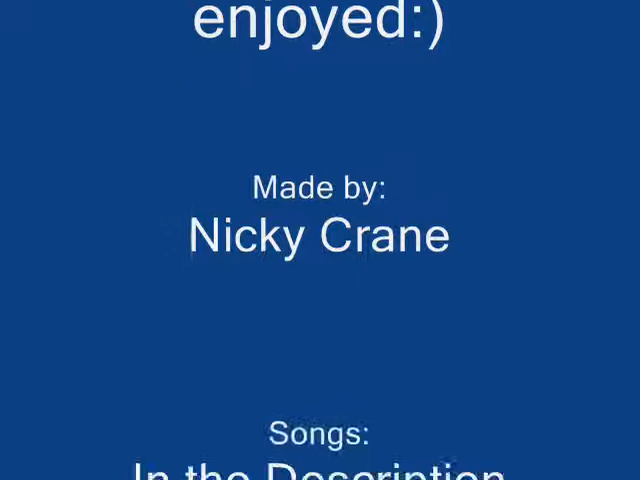 enjoyed:)
Made by:
Nicky Crane
Songs:
In the Description